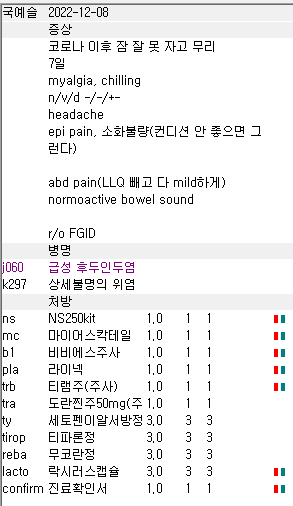 국예슬 2022-12-08
증상
코로나 이후 잠 잘 못 자고 무리
7일
myalgia, chilling
n/v/d -/-/+-
headache
epi pain, 소화불량(컨디션 안 좋으면 그
런다)
abd pain(LLQ 빼고 다 mild하게)
normoactive bowel sound
r/o FGID
병명
j060 급성 후두인두염
k297 상세불명의 위염
처방
ns NS250kit 1.0 1 1
mc 마이어스칵테일 1.0 1 1
b1 비비에스주사 1.0 1 1
pla 라이넥 1.0 1 1
trb 티램주(주사) 1.0 1 1
tra 도란진주50mg(주 1.0 1 1
ty 세토펜이알서방정 3.0 3 3
tirop 티파론정 3.0 3 3
reba 무코란정 3.0 3 3
lacto 락시러스캡슐 3.0 3 3
confirm 진료확인서 1.0 1 1